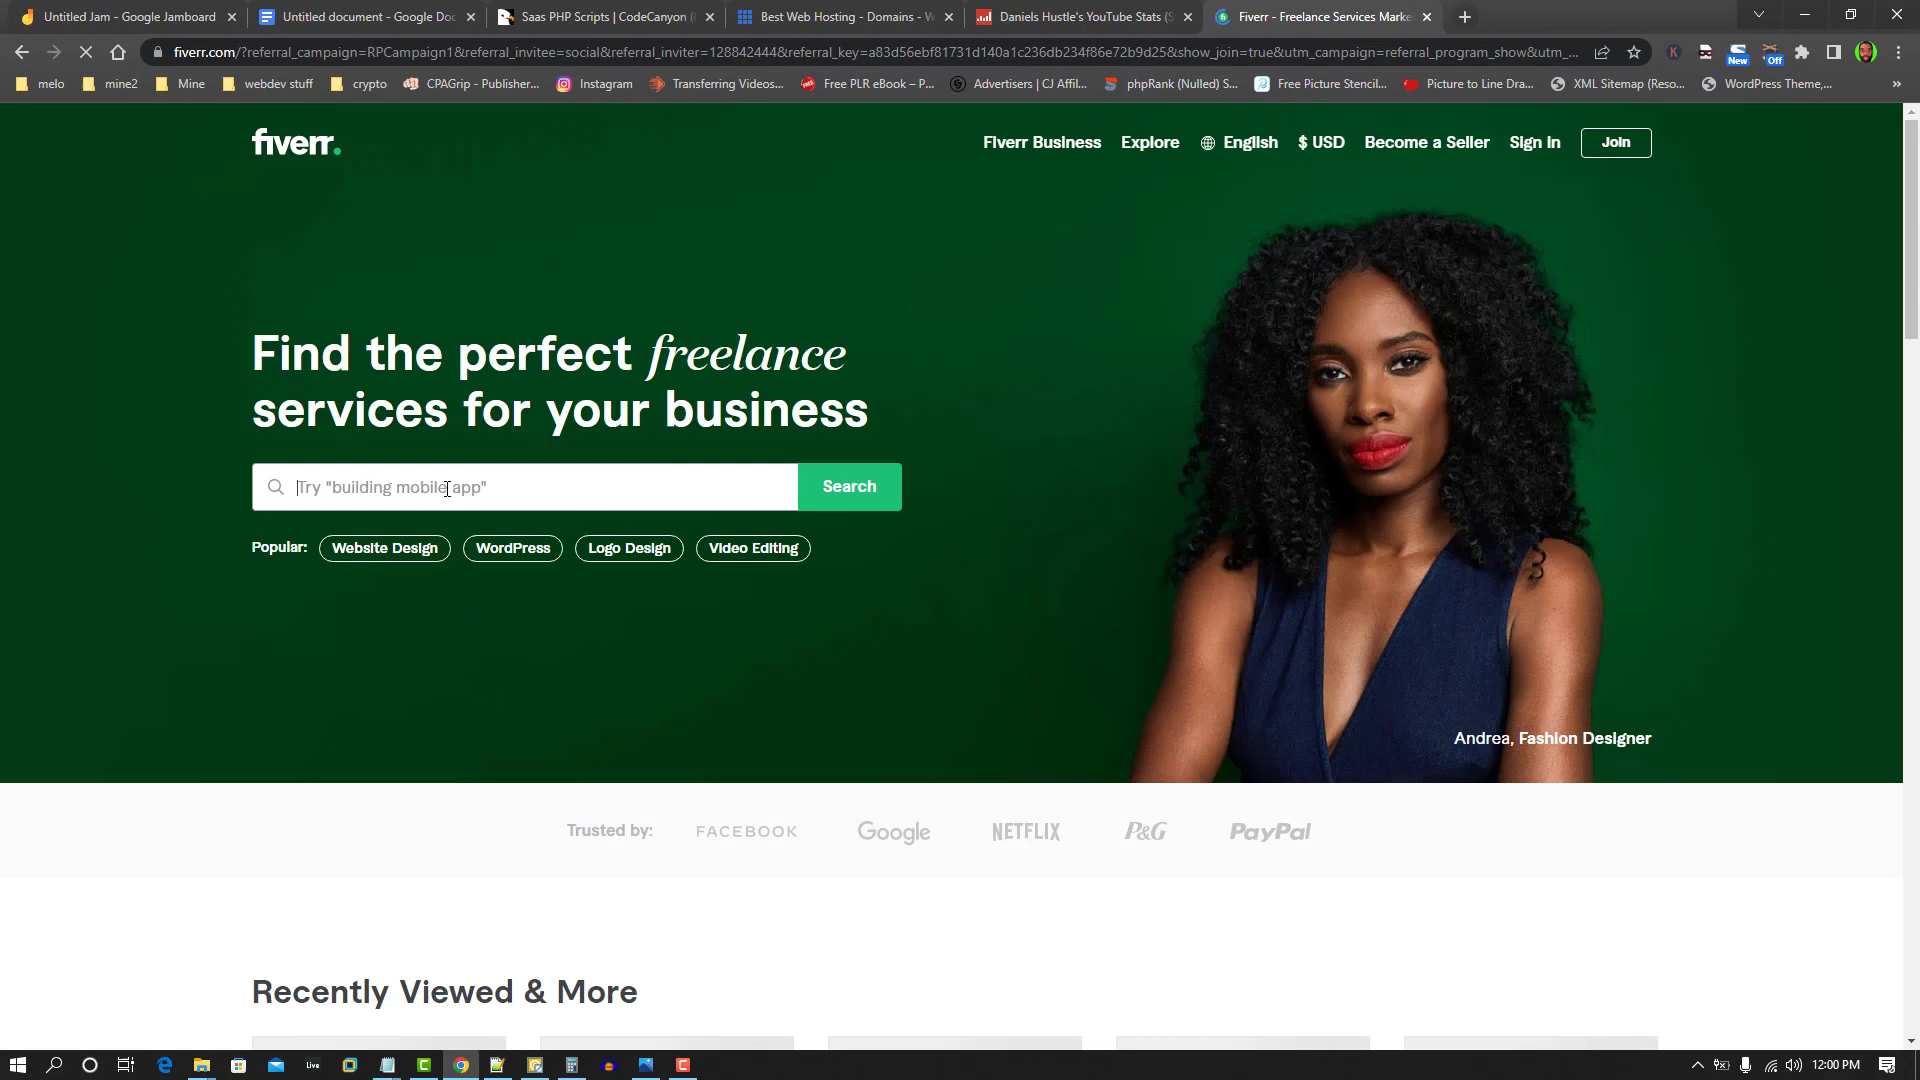 Untitled Jam - Google Jamboard
Untitled document - Google Doc
Saas PHP Scripts | CodeCanyon (
Best Web Hosting - Domains - W
Daniels Hustle's YouTube Stats (S
Fiverr - Freelance Services Marke
fiverr.com/?referral_campaign=RPCampaign1&referral_invitee=social&referral_inviter=128842444&referral_key=a83d56ebf81731d140a1c236db234f86e72b9d25&show_join=true&utm_campaign=referral_program_show&utm_...
New
Off
melo
mine2
Mine
webdev stuff
crypto
CPAGrip - Publisher...
Instagram
Transferring Videos...
Free PLR eBook – P...
Advertisers | CJ Affil...
phpRank (Nulled) S...
Free Picture Stencil...
Picture to Line Dra...
XML Sitemap (Reso...
WordPress Theme,...
fiverr.
Fiverr Business
Explore
English
$ USD
Become a Seller
Sign In
Join
Find the perfect freelance
services for your business
Try "building mobile app"
Search
Popular:
Website Design
WordPress
Logo Design
Video Editing
Andrea, Fashion Designer
Trusted by:
FACEBOOK
Google
NETFLIX
P&G
PayPal
Recently Viewed & More
12:00 PM